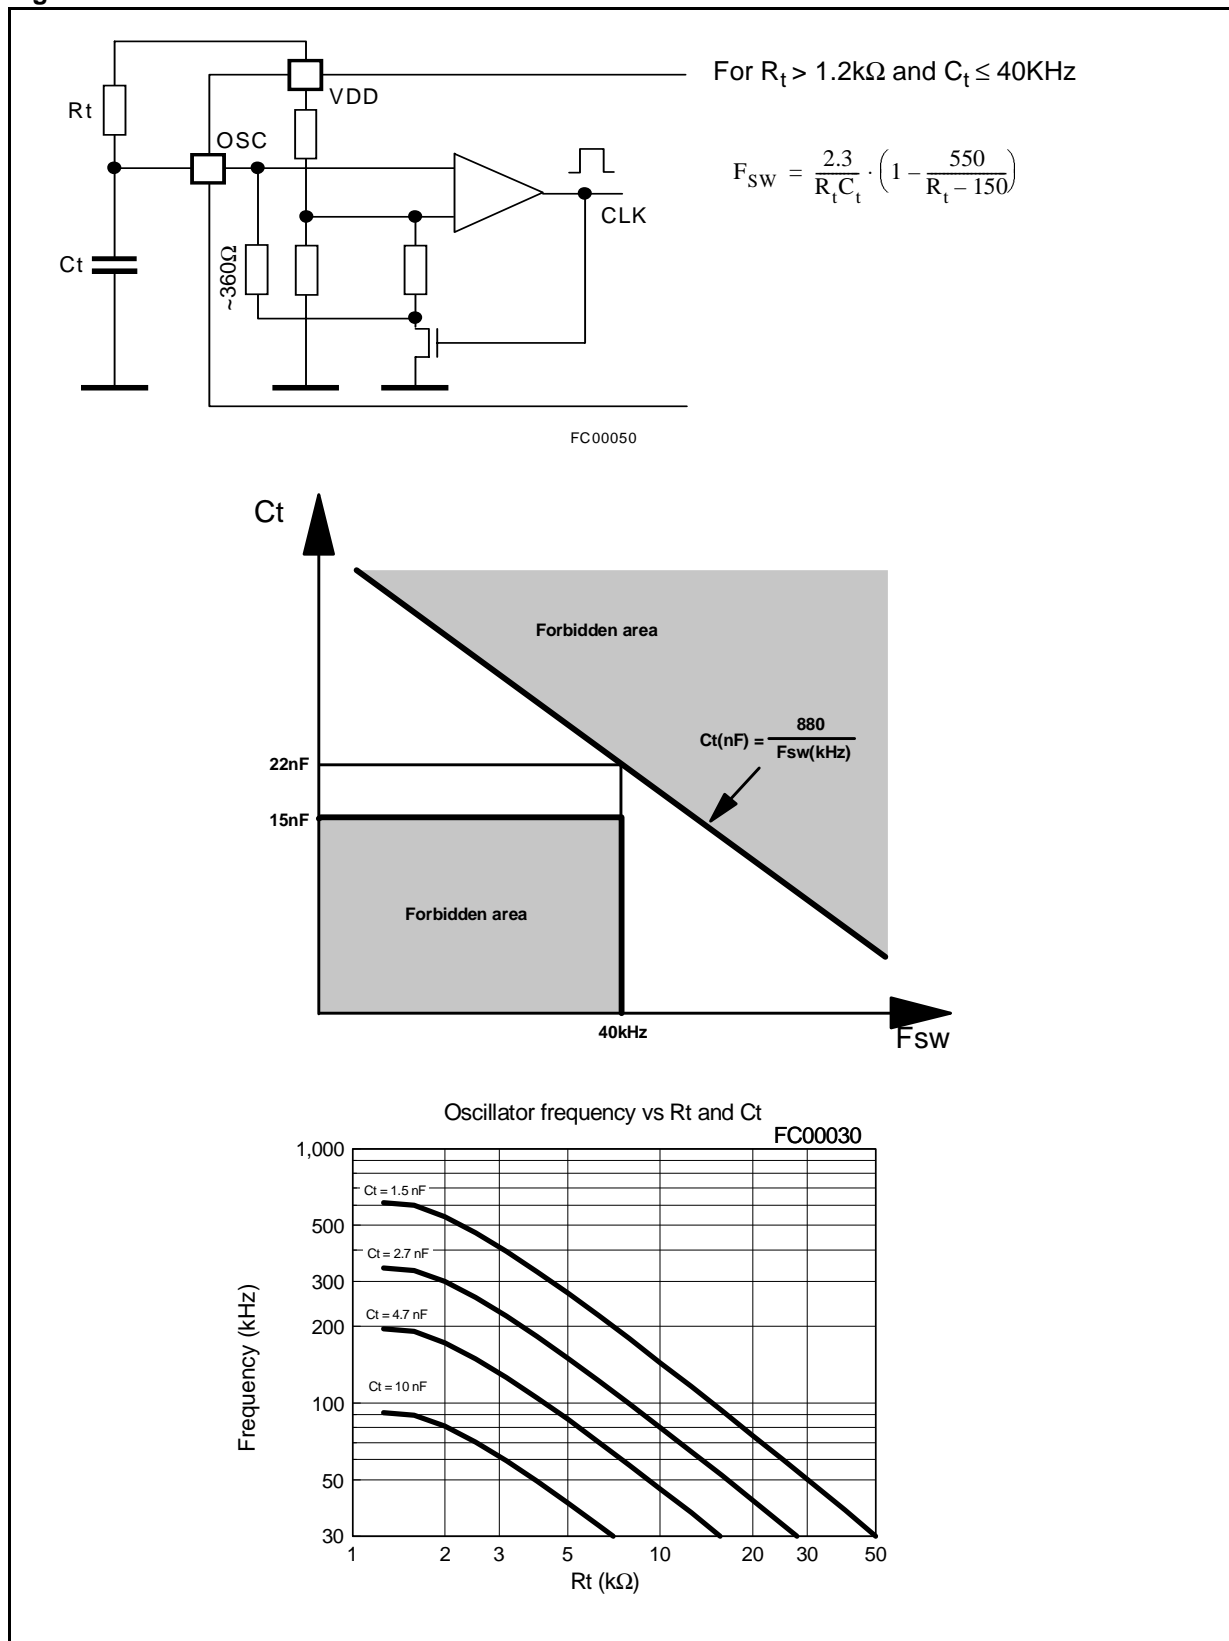 For Rt > 1.2kΩ and Ct ≤ 40KHz
FSW = 2.3 / RtCt · (1 – 550 / Rt – 150)
VDD
Rt
OSC
CLK
Ct
~360Ω
FC00050
Ct
Forbidden area
Ct(nF) = 880 / Fsw(kHz)
22nF
15nF
Forbidden area
40kHz
Fsw
Oscillator frequency vs Rt and Ct
FC00030
1,000
Ct = 1.5 nF
500
Ct = 2.7 nF
300
Ct = 4.7 nF
200
Ct = 10 nF
100
50
30
Frequency (kHz)
1 2 3 5 10 20 30 50
Rt (kΩ)